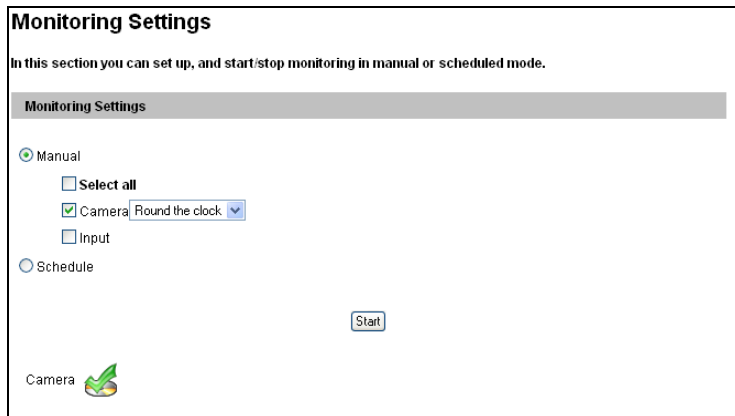 Monitoring Settings
In this section you can set up, and start/stop monitoring in manual or scheduled mode.
Monitoring Settings
Manual
Select all
Camera Round the clock
Input
Schedule
Start
Camera